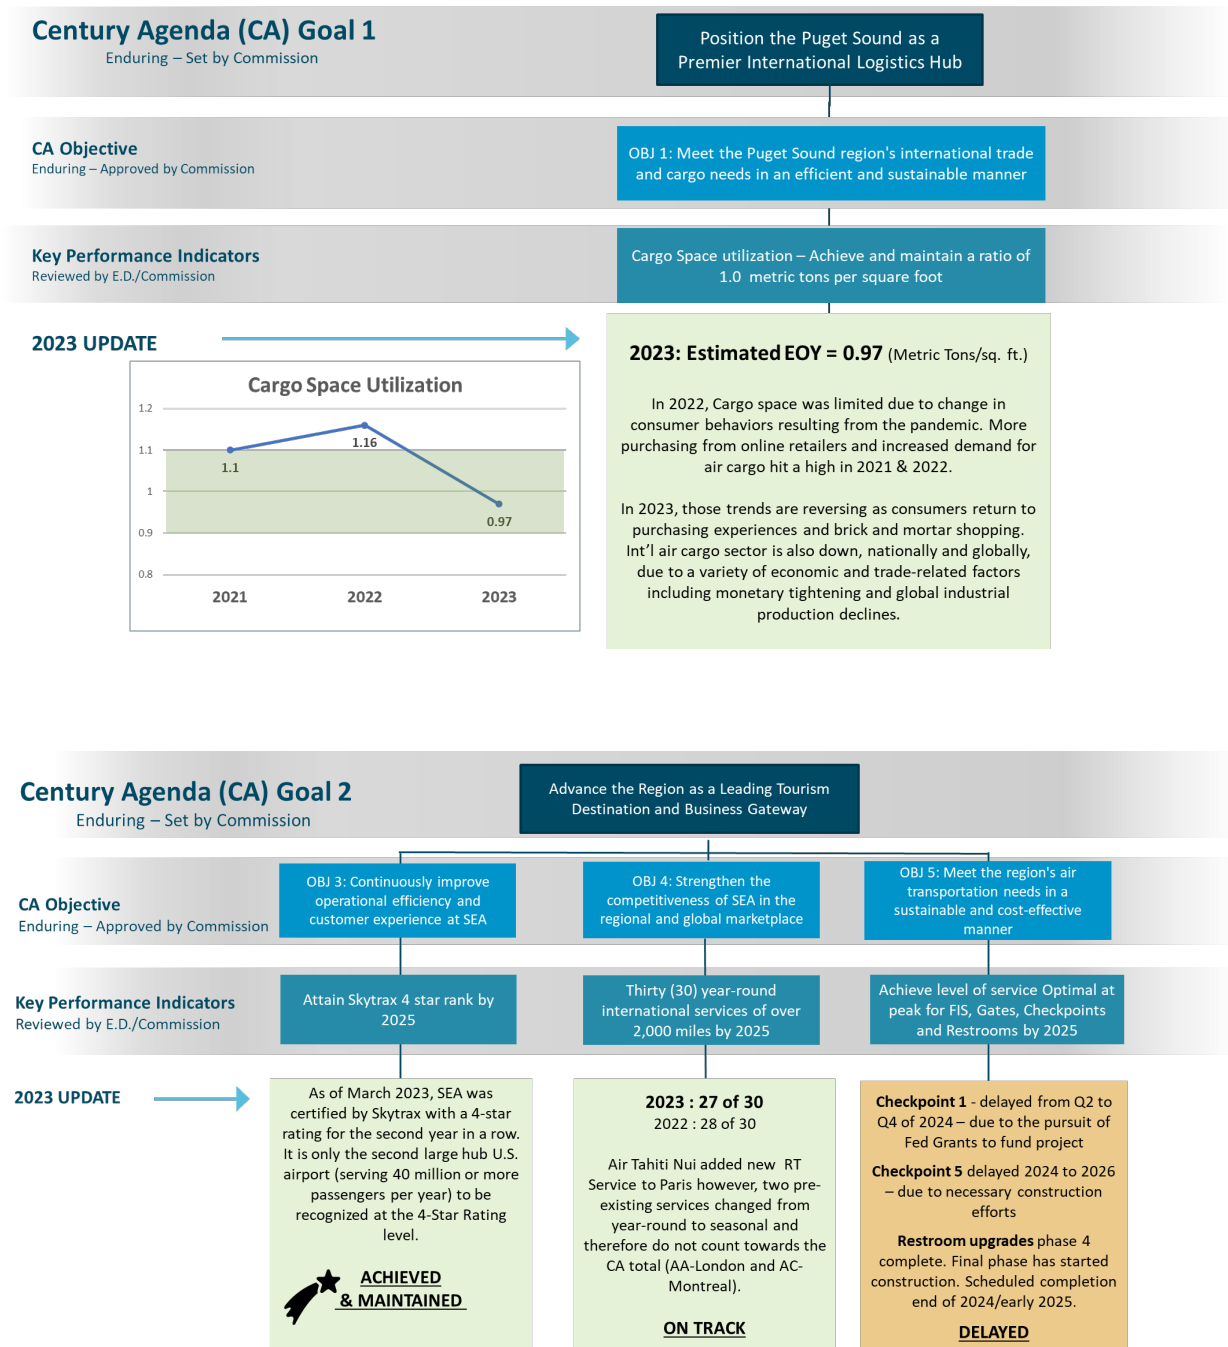 Century Agenda (CA) Goal 1
Enduring – Set by Commission
Position the Puget Sound as a
Premier International Logistics Hub
CA Objective
Enduring – Approved by Commission
OBJ 1: Meet the Puget Sound region's international trade
and cargo needs in an efficient and sustainable manner
Key Performance Indicators
Reviewed by E.D./Commission
Cargo Space utilization – Achieve and maintain a ratio of
1.0 metric tons per square foot
2023 UPDATE
Cargo Space Utilization
1.2
1.1
1
0.9
0.8
1.1
1.16
0.97
2021
2022
2023
2023: Estimated EOY = 0.97 (Metric Tons/sq. ft.)
In 2022, Cargo space was limited due to change in
consumer behaviors resulting from the pandemic. More
purchasing from online retailers and increased demand for
air cargo hit a high in 2021 & 2022.
In 2023, those trends are reversing as consumers return to
purchasing experiences and brick and mortar shopping.
Int'l air cargo sector is also down, nationally and globally,
due to a variety of economic and trade-related factors
including monetary tightening and global industrial
production declines.
Century Agenda (CA) Goal 2
Enduring – Set by Commission
Advance the Region as a Leading Tourism
Destination and Business Gateway
CA Objective
Enduring – Approved by Commission
OBJ 3: Continuously improve
operational efficiency and
customer experience at SEA
OBJ 4: Strengthen the
competitiveness of SEA in the
regional and global marketplace
OBJ 5: Meet the region's air
transportation needs in a
sustainable and cost-effective
manner
Key Performance Indicators
Reviewed by E.D./Commission
Attain Skytrax 4 star rank by
2025
Thirty (30) year-round
international services of over
2,000 miles by 2025
Achieve level of service Optimal at
peak for FIS, Gates, Checkpoints
and Restrooms by 2025
2023 UPDATE
As of March 2023, SEA was
certified by Skytrax with a 4-star
rating for the second year in a row.
It is only the second large hub U.S.
airport (serving 40 million or more
passengers per year) to be
recognized at the 4-Star Rating
level.
ACHIEVED
& MAINTAINED
2023 : 27 of 30
2022 : 28 of 30
Air Tahiti Nui added new RT
Service to Paris however, two pre-
existing services changed from
year-round to seasonal and
therefore do not count towards the
CA total (AA-London and AC-
Montreal).
ON TRACK
Checkpoint 1 - delayed from Q2 to
Q4 of 2024 – due to the pursuit of
Fed Grants to fund project
Checkpoint 5 delayed 2024 to 2026
– due to necessary construction
efforts
Restroom upgrades phase 4
complete. Final phase has started
construction. Scheduled completion
end of 2024/early 2025.
DELAYED